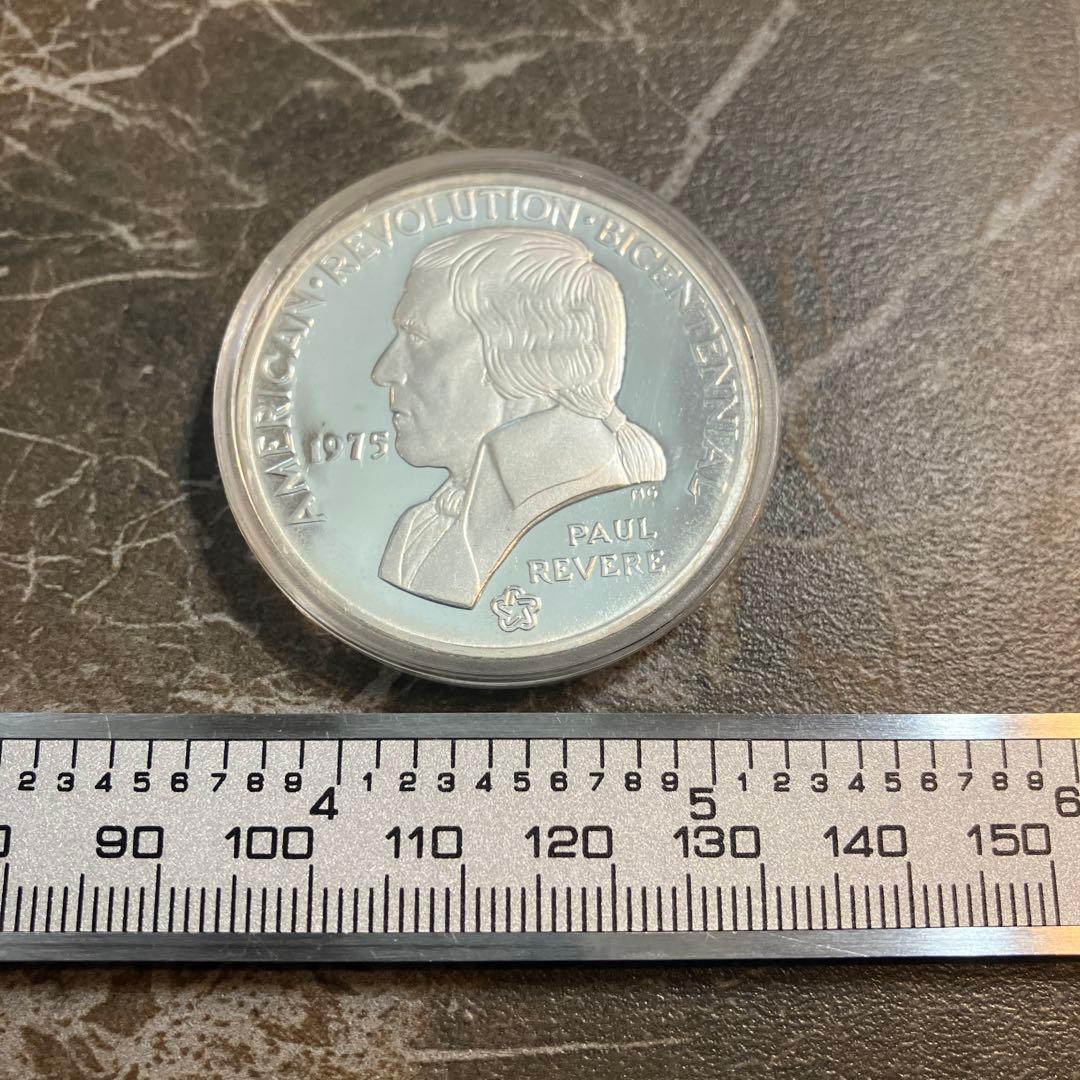 AMERICAN · REVOLUTION · BICENTENNIAL
1975
MG
PAUL
REVERE
2 3 4 5 6 7 8 9 4 1 2 3 4 5 6 7 8 9 5 1 2 3 4 5 6 7 8 9 6
90 100 110 120 130 140 150